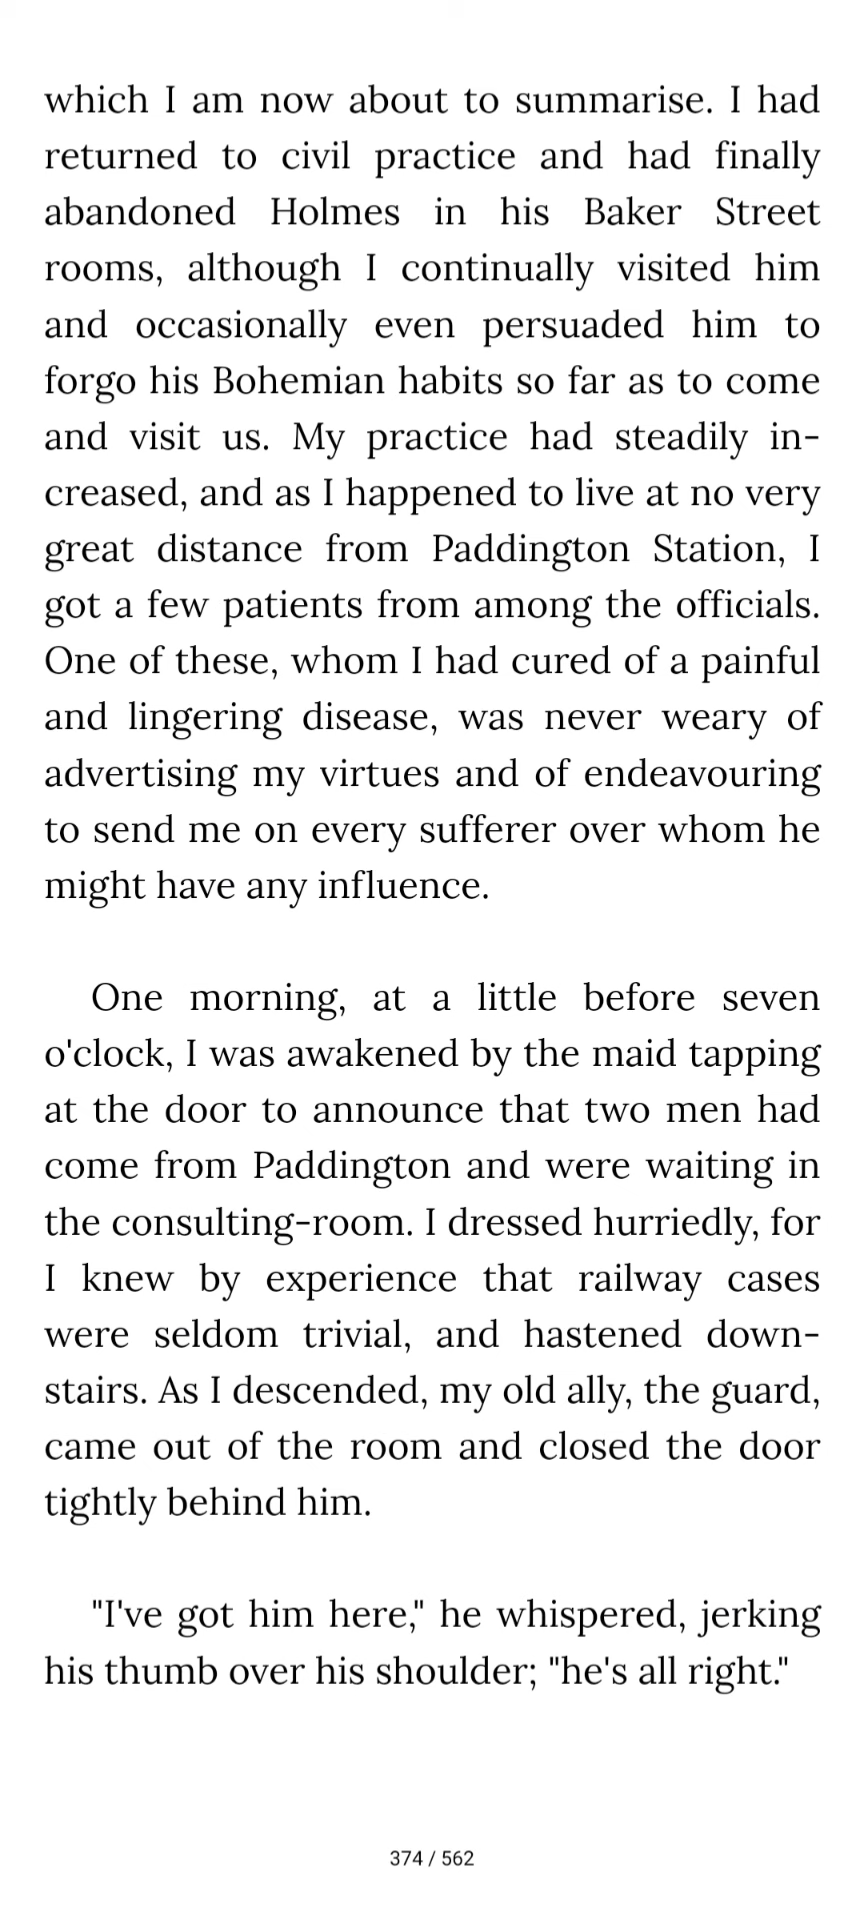 which I am now about to summarise. I had
returned to civil practice and had finally
abandoned Holmes in his Baker Street
rooms, although I continually visited him
and occasionally even persuaded him to
forgo his Bohemian habits so far as to come
and visit us. My practice had steadily in-
creased, and as I happened to live at no very
great distance from Paddington Station, I
got a few patients from among the officials.
One of these, whom I had cured of a painful
and lingering disease, was never weary of
advertising my virtues and of endeavouring
to send me on every sufferer over whom he
might have any influence.
One morning, at a little before seven
o'clock, I was awakened by the maid tapping
at the door to announce that two men had
come from Paddington and were waiting in
the consulting-room. I dressed hurriedly, for
I knew by experience that railway cases
were seldom trivial, and hastened down-
stairs. As I descended, my old ally, the guard,
came out of the room and closed the door
tightly behind him.
"I've got him here," he whispered, jerking
his thumb over his shoulder; "he's all right."
374 / 562